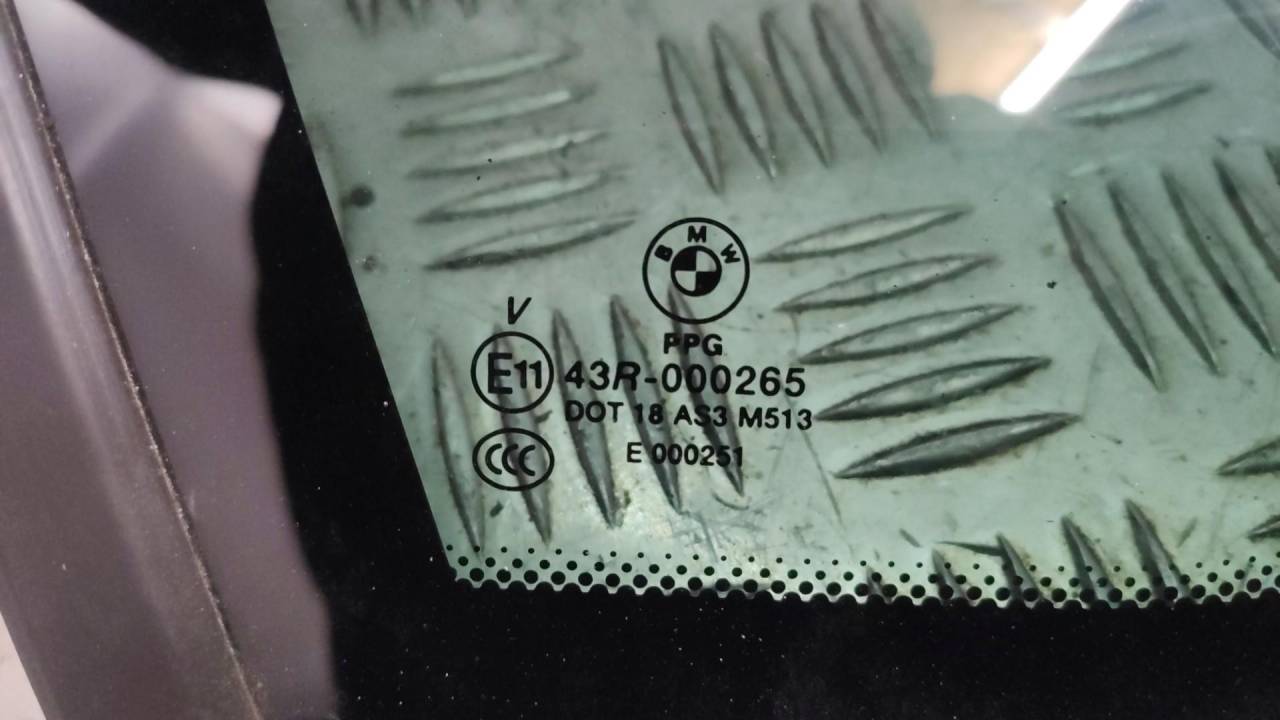 BMW
PPG
V
E11 43R-000265
DOT 18 AS3 M513
CCC E 000251